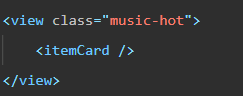 <view class="music-hot">
<itemCard />
</view>